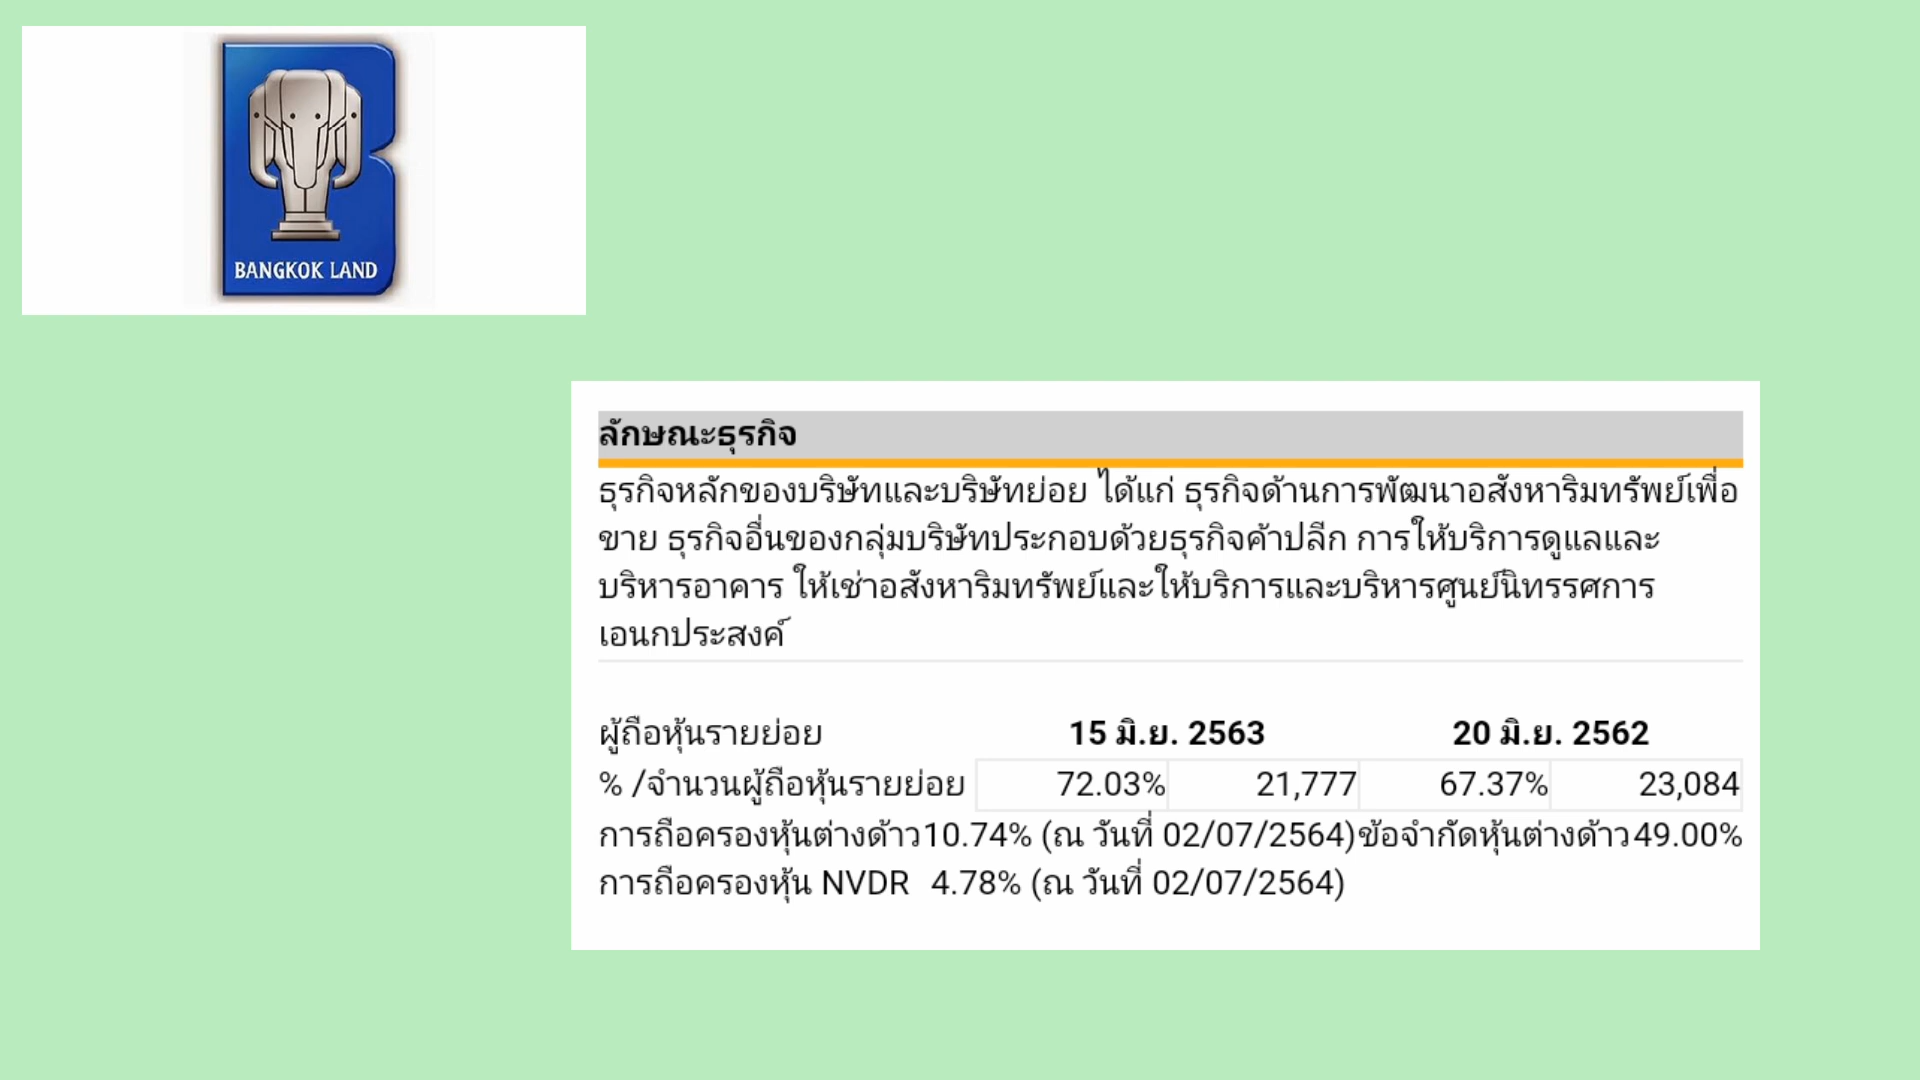 BANGKOK LAND
ลักษณะธุรกิจ
ธุรกิจหลักของบริษัทและบริษัทย่อย ได้แก่ ธุรกิจด้านการพัฒนาอสังหาริมทรัพย์เพื่อ
ขาย ธุรกิจอื่นของกลุ่มบริษัทประกอบด้วยธุรกิจค้าปลีก การให้บริการดูแลและ
บริหารอาคาร ให้เช่าอสังหาริมทรัพย์และให้บริการและบริหารศูนย์นิทรรศการ
เอนกประสงค์
ผู้ถือหุ้นรายย่อย 15 มิ.ย. 2563 20 มิ.ย. 2562
% /จำนวนผู้ถือหุ้นรายย่อย 72.03% 21,777 67.37% 23,084
การถือครองหุ้นต่างด้าว 10.74% (ณ วันที่ 02/07/2564) ข้อจำกัดหุ้นต่างด้าว 49.00%
การถือครองหุ้น NVDR 4.78% (ณ วันที่ 02/07/2564)